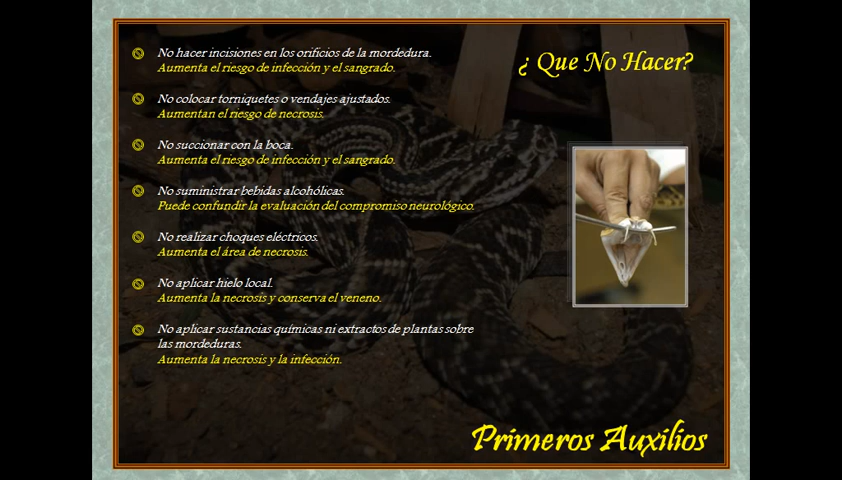 ¿ Que No Hacer?
No hacer incisiones en los orificios de la mordedura.
Aumenta el riesgo de infección y el sangrado.
No colocar torniquetes o vendajes ajustados.
Aumentan el riesgo de necrosis.
No succionar con la boca.
Aumenta el riesgo de infección y el sangrado.
No suministrar bebidas alcohólicas.
Puede confundir la evaluación del compromiso neurológico.
No realizar choques eléctricos.
Aumenta el área de necrosis.
No aplicar hielo local.
Aumenta la necrosis y conserva el veneno.
No aplicar sustancias químicas ni extractos de plantas sobre
las mordeduras.
Aumenta la necrosis y la infección.
Primeros Auxilios